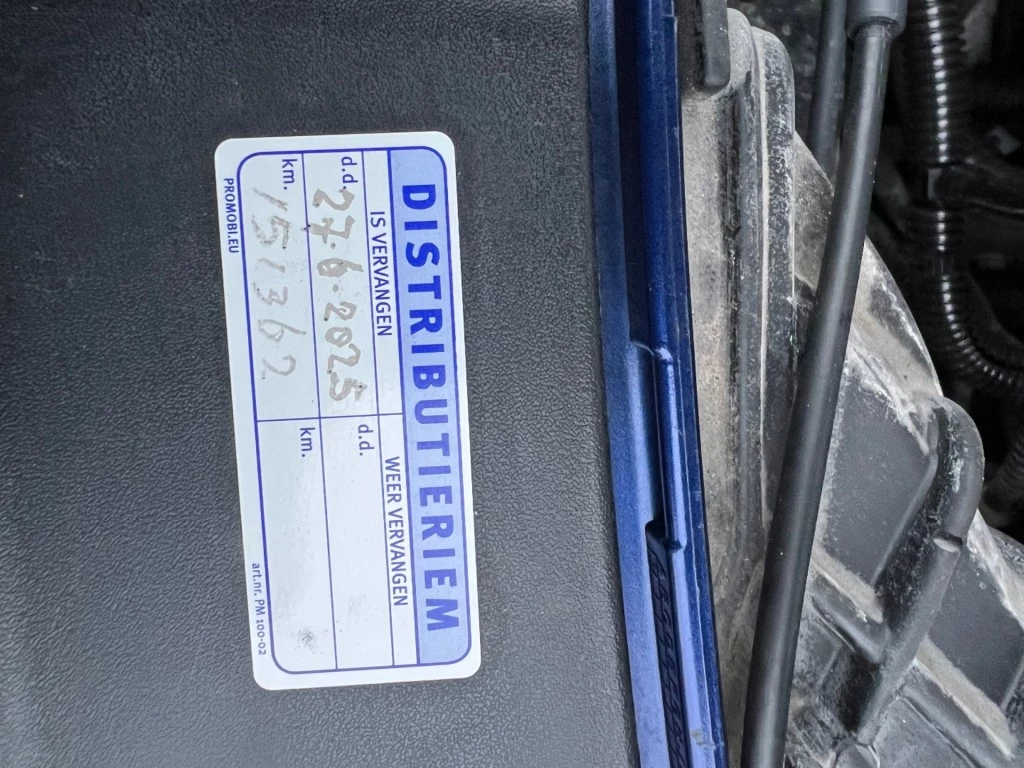 DISTRIBUTIERIEM
IS VERVANGEN WEER VERVANGEN
d.d. 27.6.2025 d.d.
km. 151362 km.
PROMOBI.EU art.nr. PM 100-02